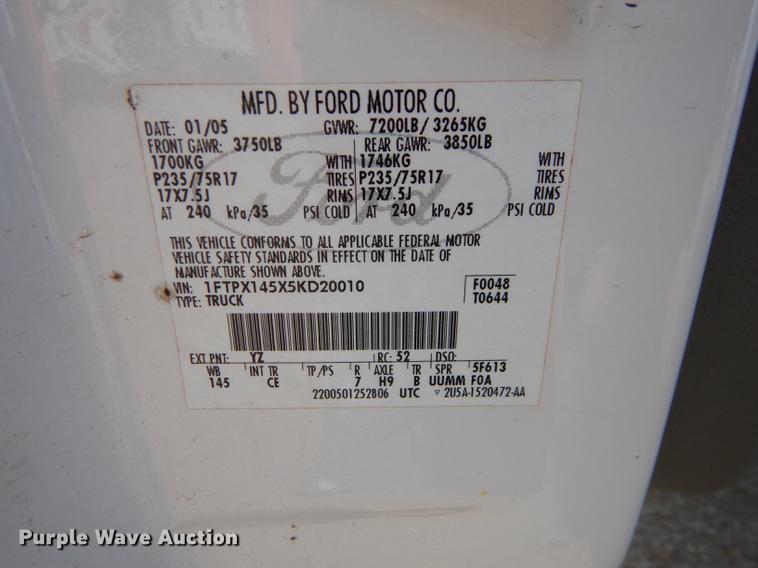 MFD. BY FORD MOTOR CO.
DATE: 01/05 GVWR: 7200LB/ 3265KG
FRONT GAWR: 3750LB REAR GAWR: 3850LB
1700KG WITH 1746KG WITH
P235/75R17 TIRES P235/75R17 TIRES
17X7.5J RIMS 17X7.5J RIMS
AT 240 kPa/35 PSI COLD AT 240 kPa/35 PSI COLD
Ford
THIS VEHICLE CONFORMS TO ALL APPLICABLE FEDERAL MOTOR
VEHICLE SAFETY STANDARDS IN EFFECT ON THE DATE OF
MANUFACTURE SHOWN ABOVE.
VIN: 1FTPX145X5KD20010 F0048
TYPE: TRUCK T0644
EXT PNT: YZ RC: 52 DSO:
WB INT TR TP/PS R AXLE TR SPR 5F613
145 CE 7 H9 B UUMM FOA
2200501252806 UTC ▽ 2U5A-1520472-AA
Purple Wave Auction